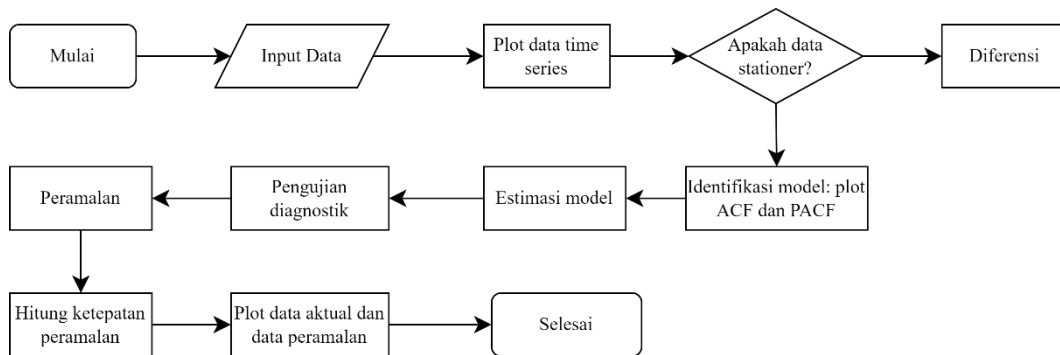 Mulai
Input Data
Plot data time
series
Apakah data
stationer?
Diferensi
Identifikasi model: plot
ACF dan PACF
Estimasi model
Pengujian
diagnostik
Peramalan
Hitung ketepatan
peramalan
Plot data aktual dan
data peramalan
Selesai